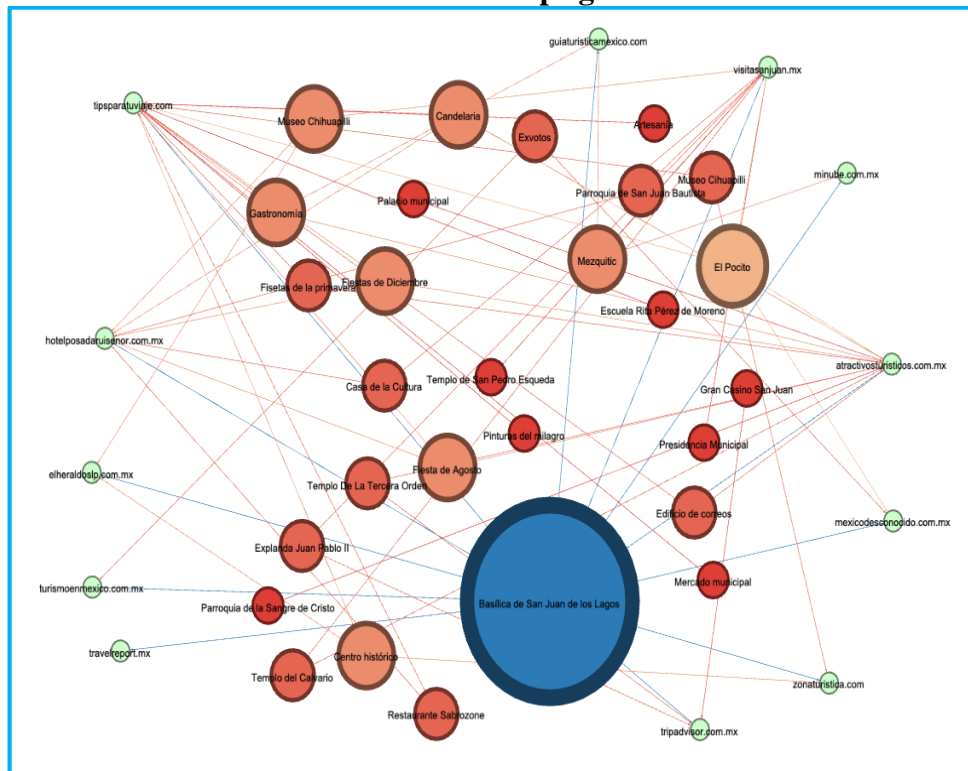 guiaturisticamexico.com
visitasanjuan.mx
tipsparatuviaje.com
Museo Chihuapilli
Candelaria
Artesanía
Exvotos
minube.com.mx
Museo Cihuapilli
Parroquia de San Juan Bautista
Palacio municipal
Gastronomía
Mezquitic
El Pocito
Fiestas de Diciembre
Fisetas de la primavera
Escuela Rita Pérez de Moreno
hotelposadaruisenor.com.mx
atractivosturisticos.com.mx
Templo de San Pedro Esqueda
Casa de la Cultura
Gran Casino San Juan
Pinturas del milagro
Presidencia Municipal
Fiesta de Agosto
elheraldoslp.com.mx
Templo De La Tercera Orden
Edificio de correos
mexicodesconocido.com.mx
Explanda Juan Pablo II
Mercado municipal
turismoenmexico.com.mx
Basílica de San Juan de los Lagos
Parroquia de la Sangre de Cristo
travelreport.mx
Centro histórico
Templo del Calvario
zonaturistica.com
Restaurante Sabrozone
tripadvisor.com.mx